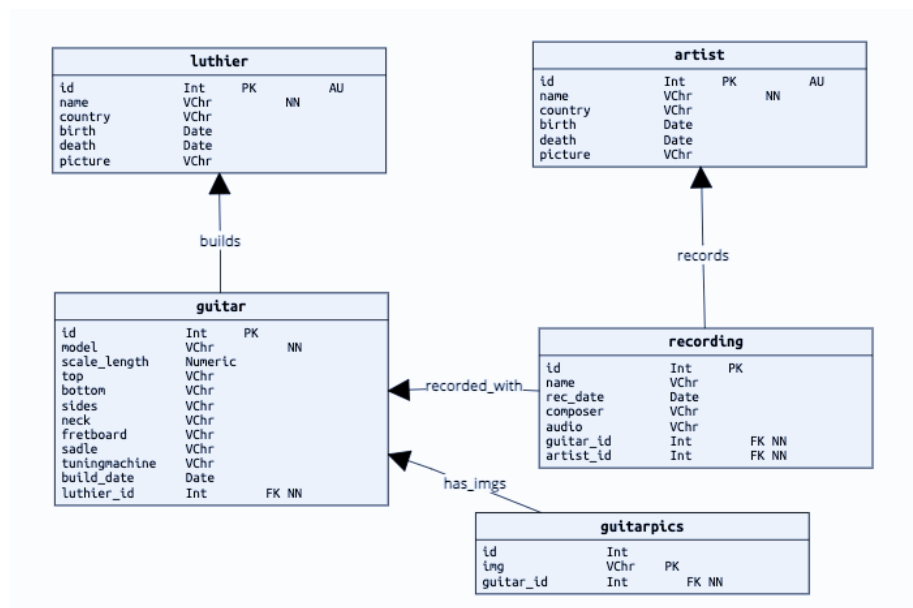 luthier
id Int PK AU
name VChr NN
country VChr
birth Date
death Date
picture VChr
artist
id Int PK AU
name VChr NN
country VChr
birth Date
death Date
picture VChr
builds
records
guitar
id Int PK
model VChr NN
scale_length Numeric
top VChr
bottom VChr
sides VChr
neck VChr
fretboard VChr
sadle VChr
tuningmachine VChr
build_date Date
luthier_id Int FK NN
recorded_with
recording
id Int PK
name VChr
rec_date Date
composer VChr
audio VChr
guitar_id Int FK NN
artist_id Int FK NN
has_imgs
guitarpics
id Int
img VChr PK
guitar_id Int FK NN